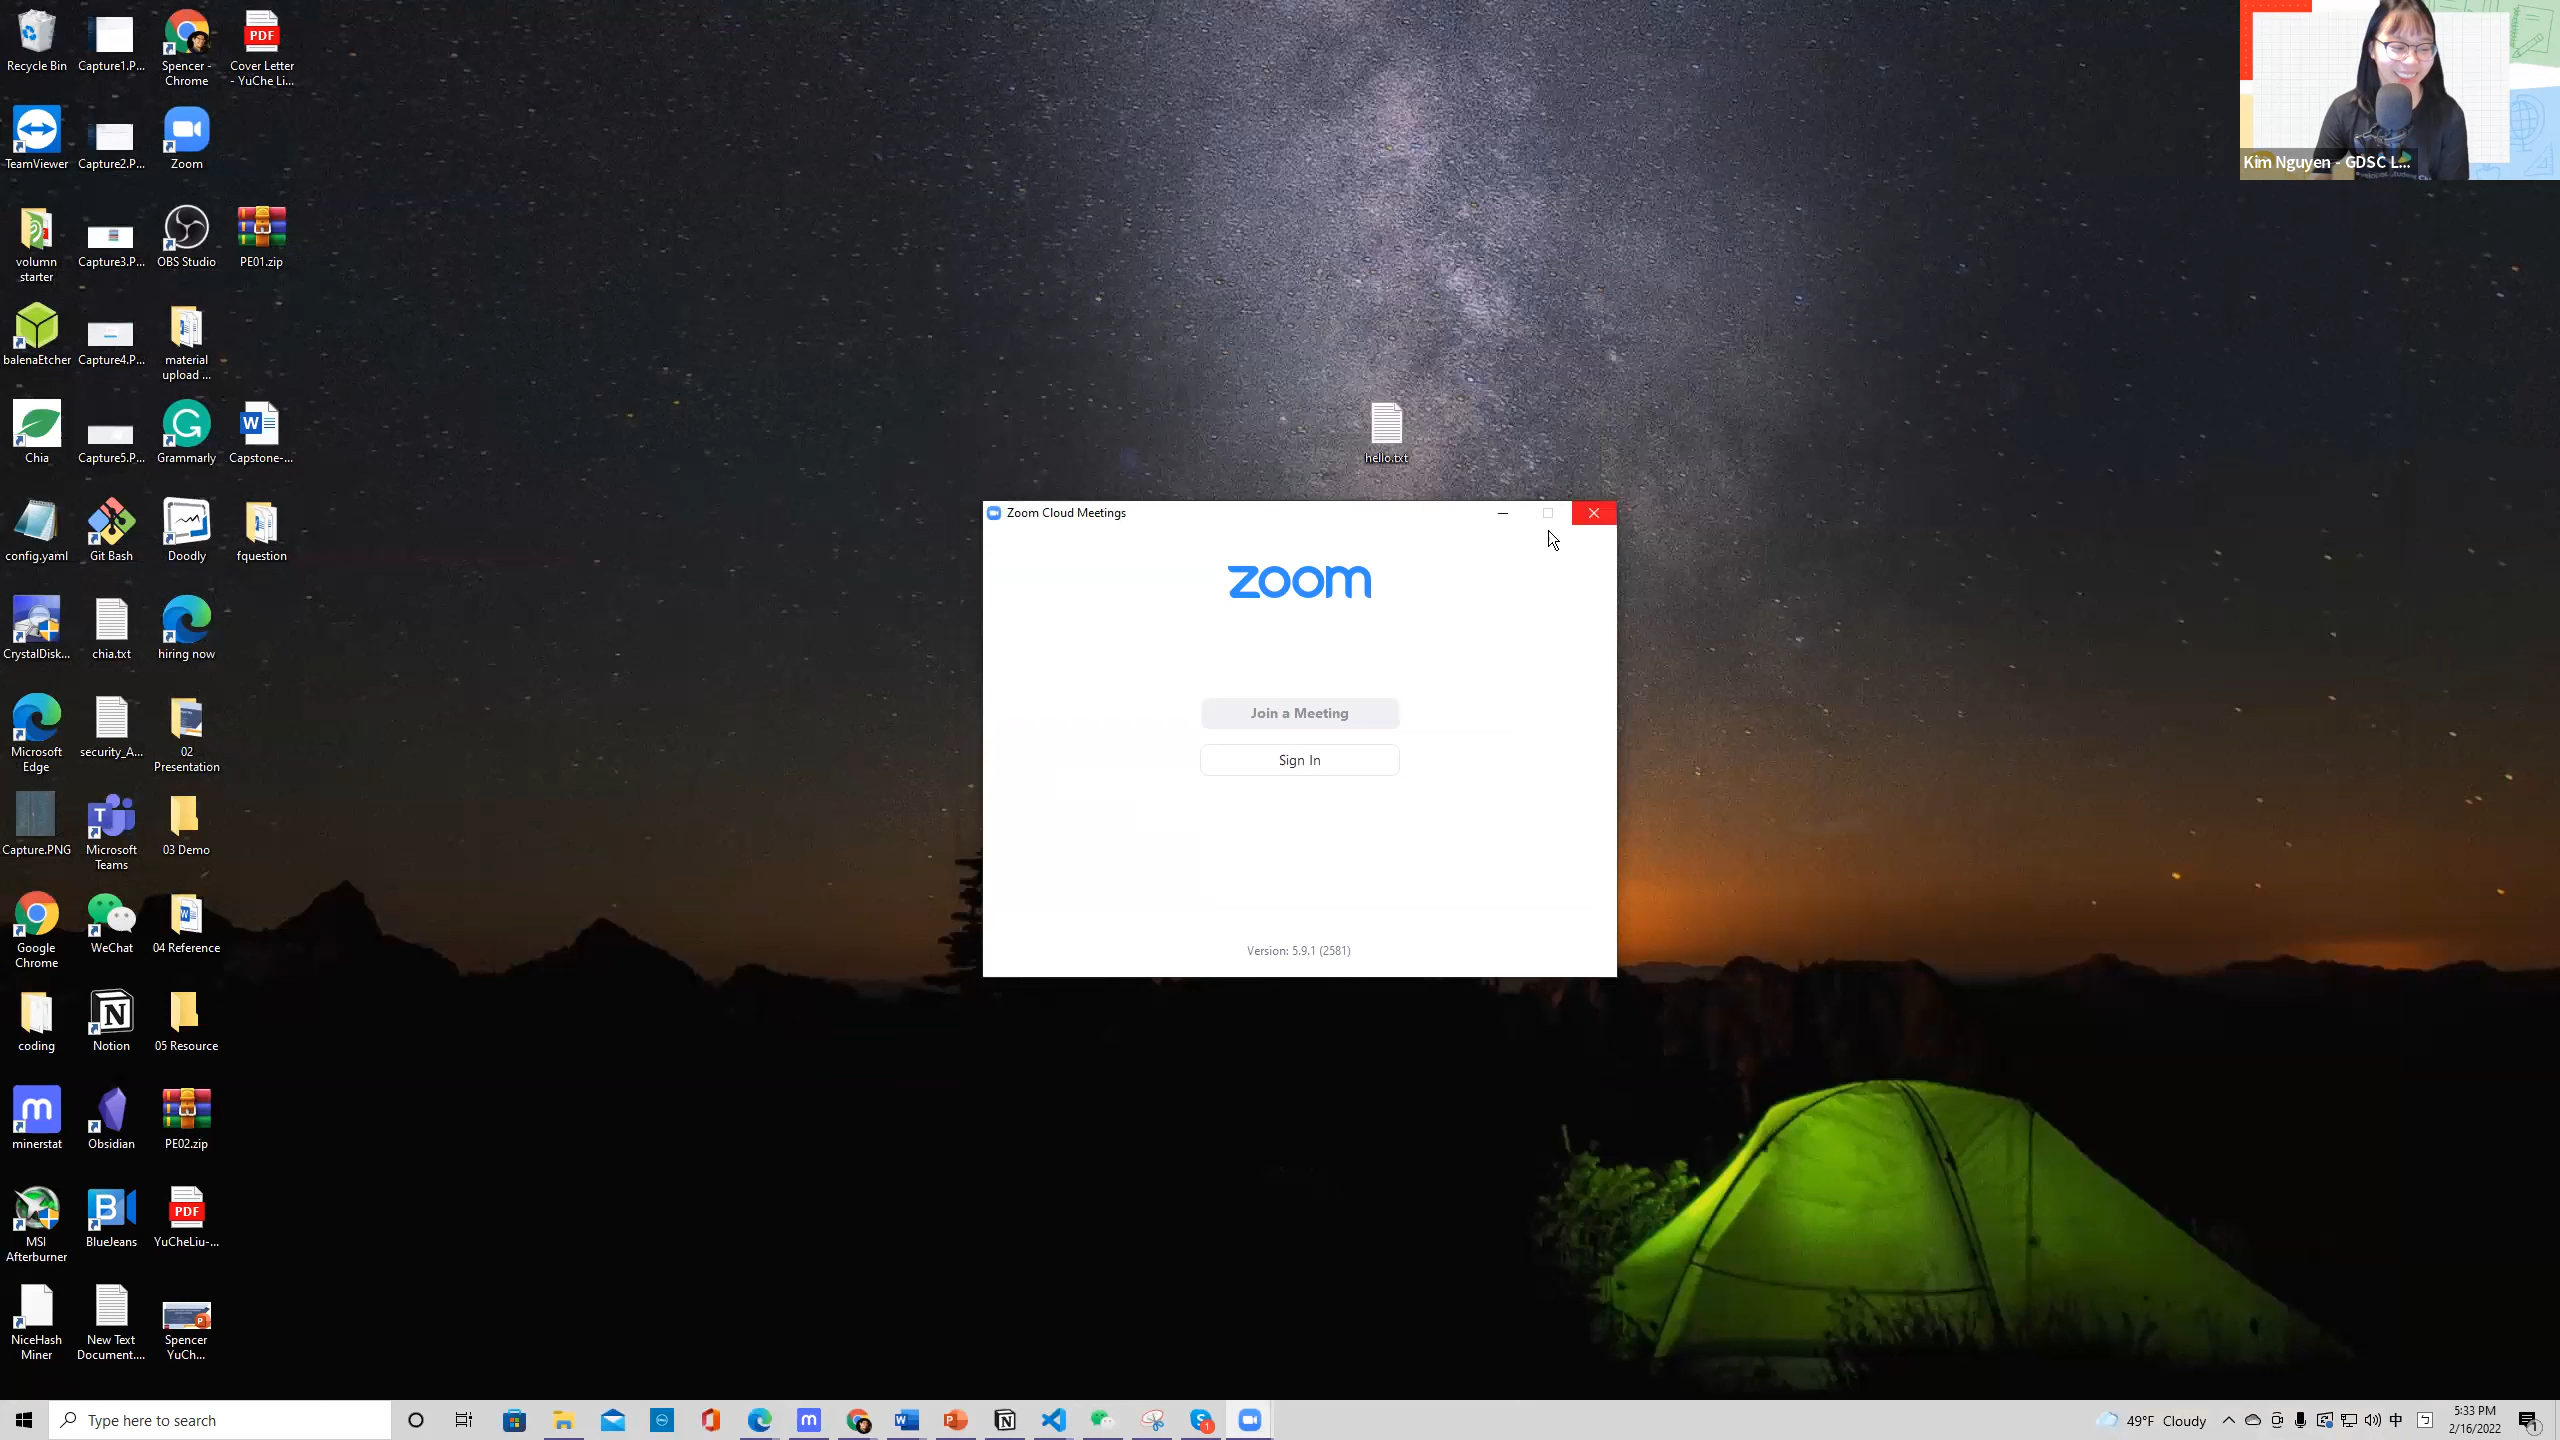 Recycle Bin
Capture1.P...
Spencer -
Chrome
PDF
Cover Letter
- YuChe Li...
TeamViewer
Capture2.P...
Zoom
volumn
starter
Capture3.P...
OBS Studio
PE01.zip
balenaEtcher
Capture4.P...
material
upload ...
Chia
Capture5.P...
Grammarly
Capstone-...
config.yaml
Git Bash
Doodly
fquestion
CrystalDisk...
chia.txt
hiring now
Microsoft
Edge
security_A...
02
Presentation
Capture.PNG
Microsoft
Teams
03 Demo
Google
Chrome
WeChat
04 Reference
coding
Notion
05 Resource
minerstat
Obsidian
PE02.zip
MSI
Afterburner
BlueJeans
PDF
YuCheLiu-...
NiceHash
Miner
New Text
Document....
Spencer
YuCh...
hello.txt
Kim Nguyen - GDSC L...
Zoom Cloud Meetings
zoom
Join a Meeting
Sign In
Version: 5.9.1 (2581)
Type here to search
49°F Cloudy
中
5:33 PM
2/16/2022